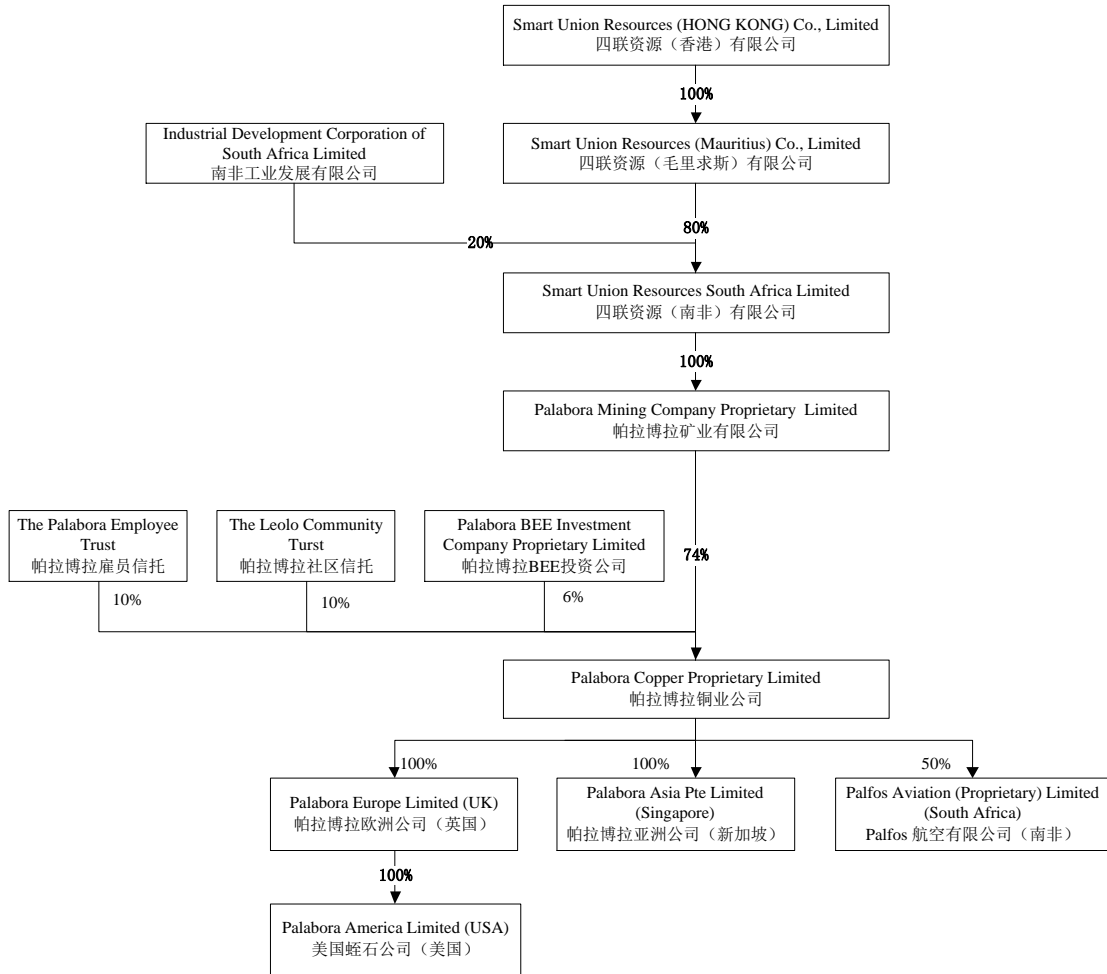 Smart Union Resources (HONG KONG) Co., Limited
四联资源（香港）有限公司
100%
Industrial Development Corporation of
South Africa Limited
南非工业发展有限公司
Smart Union Resources (Mauritius) Co., Limited
四联资源（毛里求斯）有限公司
20%
80%
Smart Union Resources South Africa Limited
四联资源（南非）有限公司
100%
Palabora Mining Company Proprietary Limited
帕拉博拉矿业有限公司
The Palabora Employee
Trust
帕拉博拉雇员信托
The Leolo Community
Turst
帕拉博拉社区信托
Palabora BEE Investment
Company Proprietary Limited
帕拉博拉BEE投资公司
74%
10%
10%
6%
Palabora Copper Proprietary Limited
帕拉博拉铜业公司
100%
100%
50%
Palabora Europe Limited (UK)
帕拉博拉欧洲公司（英国）
Palabora Asia Pte Limited
(Singapore)
帕拉博拉亚洲公司（新加坡）
Palfos Aviation (Proprietary) Limited
(South Africa)
Palfos 航空有限公司（南非）
100%
Palabora America Limited (USA)
美国蛭石公司（美国）